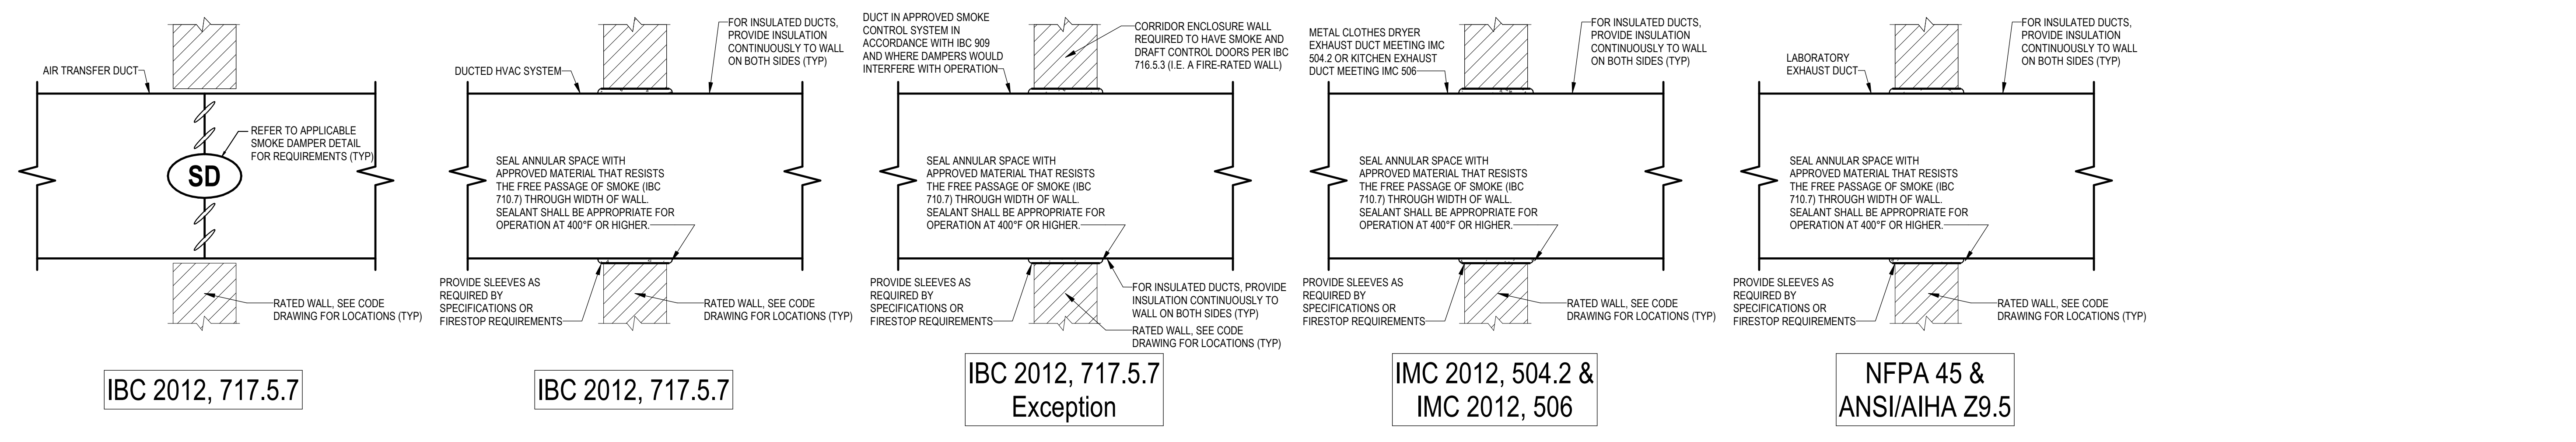 AIR TRANSFER DUCT
REFER TO APPLICABLE
SMOKE DAMPER DETAIL
FOR REQUIREMENTS (TYP)
SD
RATED WALL, SEE CODE
DRAWING FOR LOCATIONS (TYP)
IBC 2012, 717.5.7
FOR INSULATED DUCTS,
PROVIDE INSULATION
CONTINUOUSLY TO WALL
ON BOTH SIDES (TYP)
DUCTED HVAC SYSTEM
SEAL ANNULAR SPACE WITH
APPROVED MATERIAL THAT RESISTS
THE FREE PASSAGE OF SMOKE (IBC
710.7) THROUGH WIDTH OF WALL.
SEALANT SHALL BE APPROPRIATE FOR
OPERATION AT 400°F OR HIGHER.
PROVIDE SLEEVES AS
REQUIRED BY
SPECIFICATIONS OR
FIRESTOP REQUIREMENTS
RATED WALL, SEE CODE
DRAWING FOR LOCATIONS (TYP)
IBC 2012, 717.5.7
DUCT IN APPROVED SMOKE
CONTROL SYSTEM IN
ACCORDANCE WITH IBC 909
AND WHERE DAMPERS WOULD
INTERFERE WITH OPERATION
CORRIDOR ENCLOSURE WALL
REQUIRED TO HAVE SMOKE AND
DRAFT CONTROL DOORS PER IBC
716.5.3 (I.E. A FIRE-RATED WALL)
SEAL ANNULAR SPACE WITH
APPROVED MATERIAL THAT RESISTS
THE FREE PASSAGE OF SMOKE (IBC
710.7) THROUGH WIDTH OF WALL.
SEALANT SHALL BE APPROPRIATE FOR
OPERATION AT 400°F OR HIGHER.
PROVIDE SLEEVES AS
REQUIRED BY
SPECIFICATIONS OR
FIRESTOP REQUIREMENTS
FOR INSULATED DUCTS, PROVIDE
INSULATION CONTINUOUSLY TO
WALL ON BOTH SIDES (TYP)
RATED WALL, SEE CODE
DRAWING FOR LOCATIONS (TYP)
IBC 2012, 717.5.7
Exception
METAL CLOTHES DRYER
EXHAUST DUCT MEETING IMC
504.2 OR KITCHEN EXHAUST
DUCT MEETING IMC 506
FOR INSULATED DUCTS,
PROVIDE INSULATION
CONTINUOUSLY TO WALL
ON BOTH SIDES (TYP)
SEAL ANNULAR SPACE WITH
APPROVED MATERIAL THAT RESISTS
THE FREE PASSAGE OF SMOKE (IBC
710.7) THROUGH WIDTH OF WALL.
SEALANT SHALL BE APPROPRIATE FOR
OPERATION AT 400°F OR HIGHER.
PROVIDE SLEEVES AS
REQUIRED BY
SPECIFICATIONS OR
FIRESTOP REQUIREMENTS
RATED WALL, SEE CODE
DRAWING FOR LOCATIONS (TYP)
IMC 2012, 504.2 &
IMC 2012, 506
LABORATORY
EXHAUST DUCT
FOR INSULATED DUCTS,
PROVIDE INSULATION
CONTINUOUSLY TO WALL
ON BOTH SIDES (TYP)
SEAL ANNULAR SPACE WITH
APPROVED MATERIAL THAT RESISTS
THE FREE PASSAGE OF SMOKE (IBC
710.7) THROUGH WIDTH OF WALL.
SEALANT SHALL BE APPROPRIATE FOR
OPERATION AT 400°F OR HIGHER.
PROVIDE SLEEVES AS
REQUIRED BY
SPECIFICATIONS OR
FIRESTOP REQUIREMENTS
RATED WALL, SEE CODE
DRAWING FOR LOCATIONS (TYP)
NFPA 45 &
ANSI/AIHA Z9.5